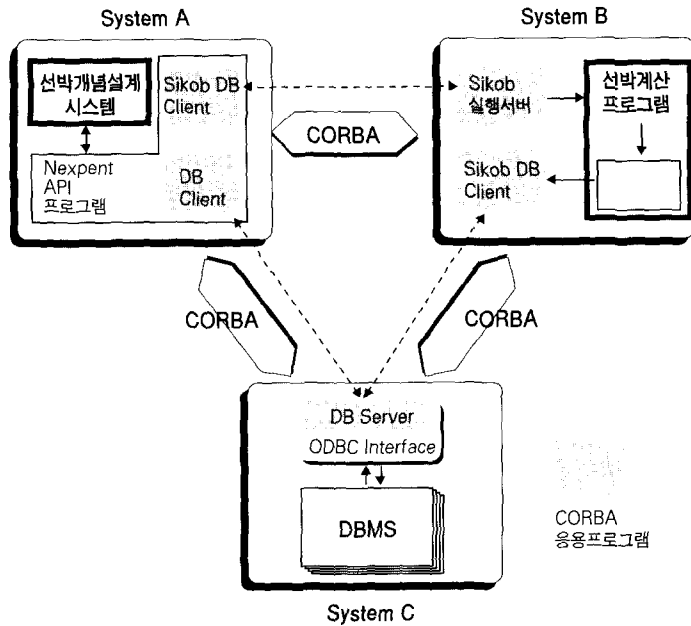 System A
System B
선박개념설계
시스템
Sikob DB
Client
Nexpent
API
프로그램
DB
Client
CORBA
Sikob
실행서버
선박계산
프로그램
Sikob DB
Client
CORBA
CORBA
DB Server
ODBC Interface
DBMS
CORBA
응용프로그램
System C